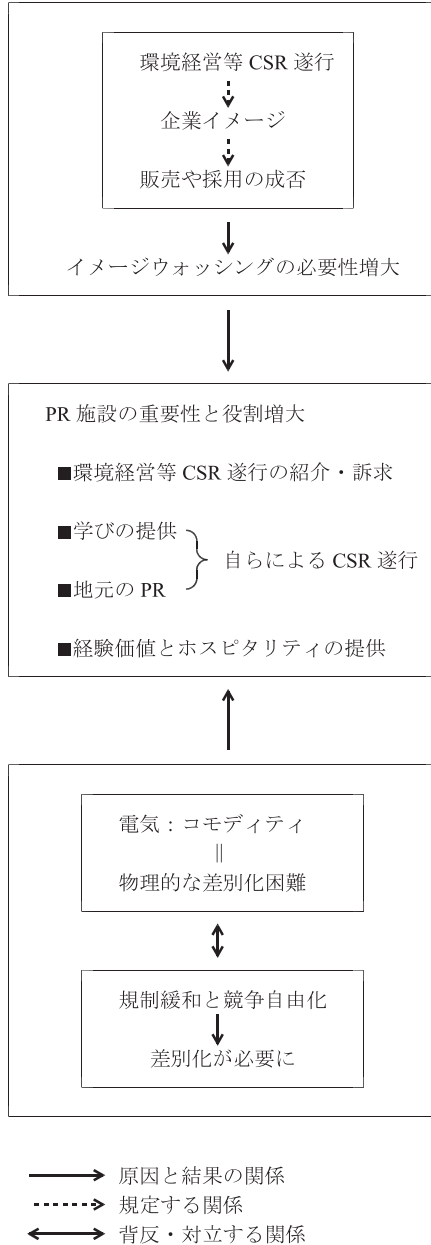 環境経営等 CSR 遂行
企業イメージ
販売や採用の成否
イメージウォッシングの必要性増大
PR 施設の重要性と役割増大
■環境経営等 CSR 遂行の紹介・訴求
■学びの提供
自らによる CSR 遂行
■地元の PR
■経験価値とホスピタリティの提供
電気：コモディティ
||
物理的な差別化困難
規制緩和と競争自由化
差別化が必要に
原因と結果の関係
規定する関係
背反・対立する関係